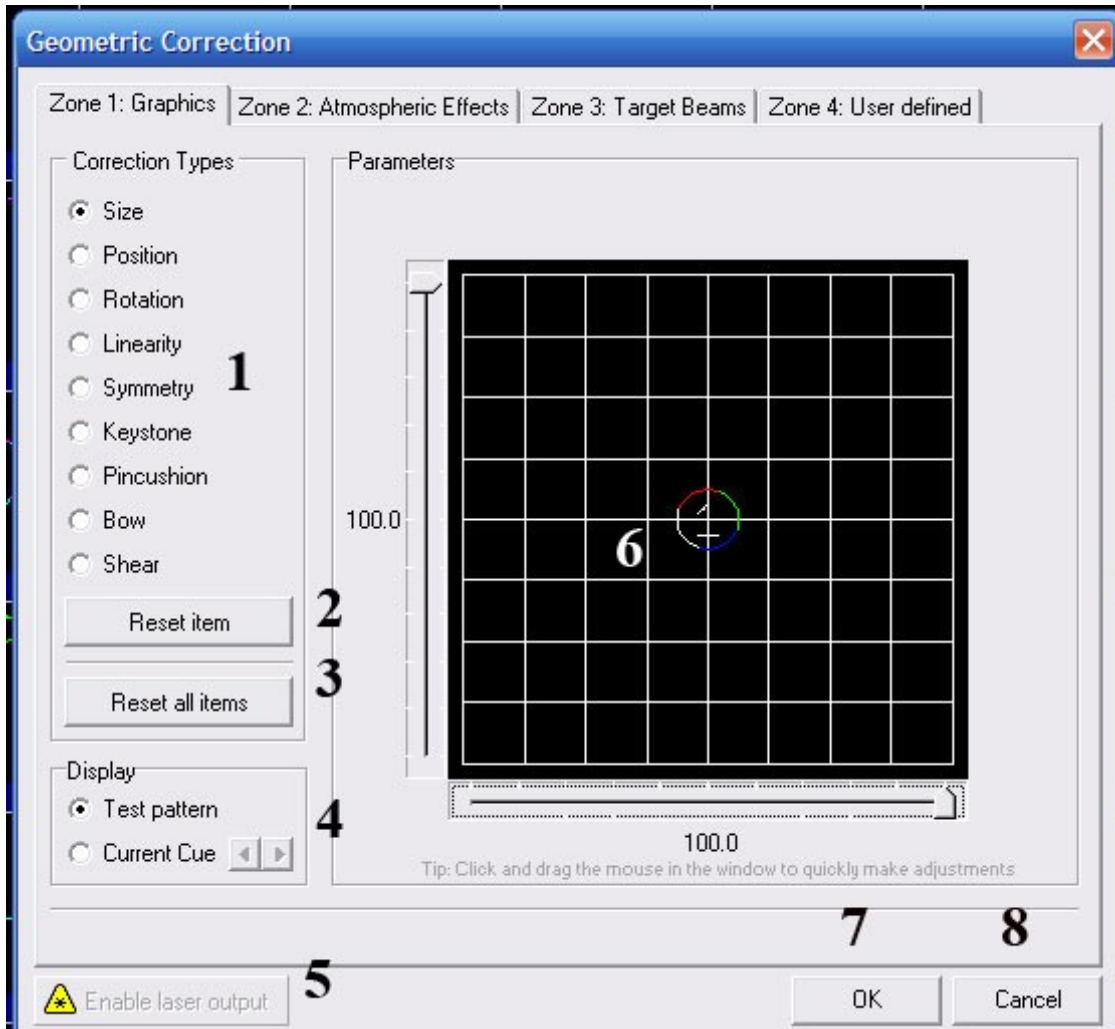 Geometric Correction
Zone 1: Graphics
Zone 2: Atmospheric Effects
Zone 3: Target Beams
Zone 4: User defined
Correction Types
Size
Position
Rotation
Linearity
1
Symmetry
Keystone
Pincushion
Bow
Shear
Reset item
2
Reset all items
3
Display
Test pattern
Current Cue
4
Parameters
100.0
6
1
100.0
Tip: Click and drag the mouse in the window to quickly make adjustments
7
8
Enable laser output
5
OK
Cancel